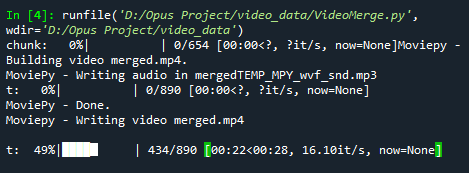 In [4]: runfile('D:/Opus Project/video_data/VideoMerge.py',
wdir='D:/Opus Project/video_data')
chunk:   0%|          | 0/654 [00:00<?, ?it/s, now=None]Moviepy -
Building video merged.mp4.
MoviePy - Writing audio in mergedTEMP_MPY_wvf_snd.mp3
t:   0%|          | 0/890 [00:00<?, ?it/s, now=None]
MoviePy - Done.
Moviepy - Writing video merged.mp4
t:  49%|████▉     | 434/890 [00:22<00:28, 16.10it/s, now=None]